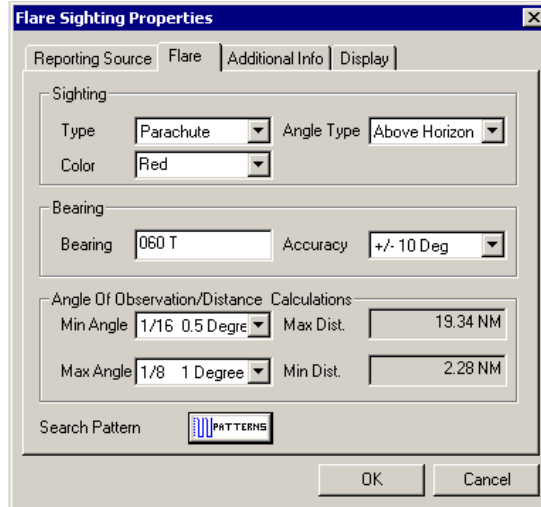 Flare Sighting Properties
Reporting Source Flare Additional Info Display
Sighting
Type Parachute Angle Type Above Horizon
Color Red
Bearing
Bearing 060 T Accuracy +/- 10 Deg
Angle Of Observation/Distance Calculations
Min Angle 1/16 0.5 Degre Max Dist. 19.34 NM
Max Angle 1/8 1 Degree Min Dist. 2.28 NM
Search Pattern PATTERNS
OK Cancel